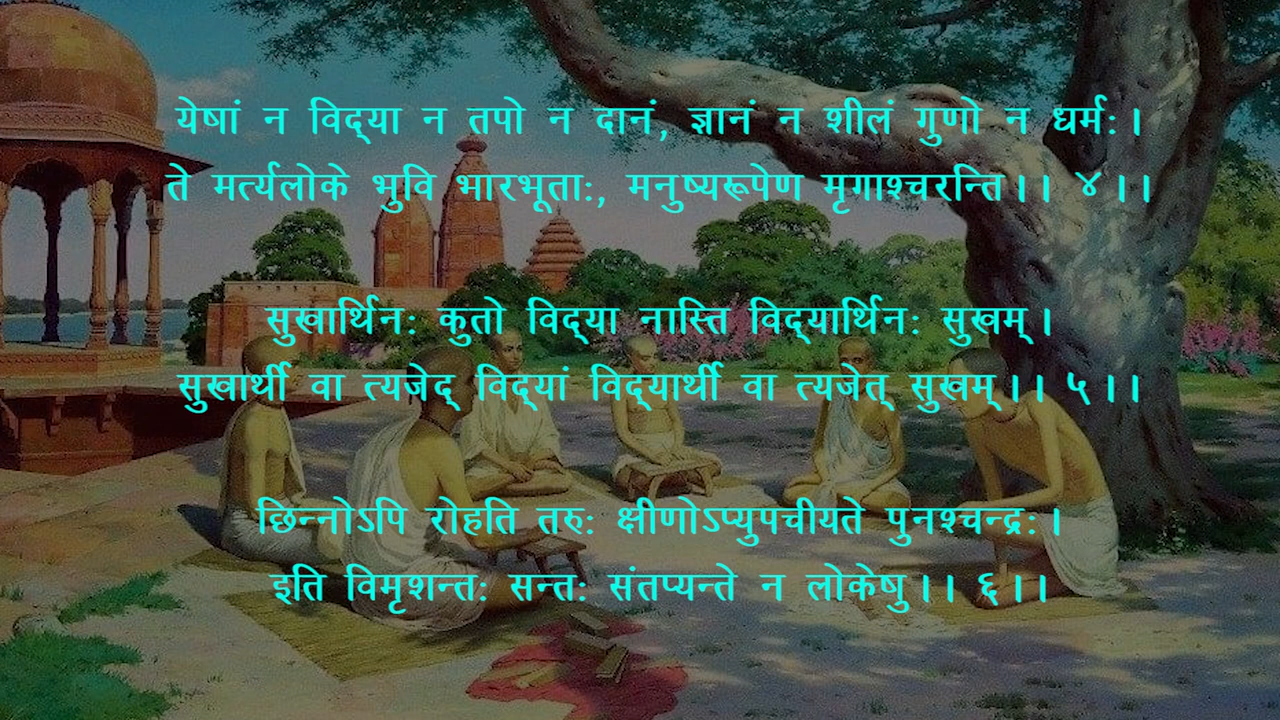 येषां न विद्या न तपो न दानं, ज्ञानं न शीलं गुणो न धर्मः।
ते मर्त्यलोके भुवि भारभूताः, मनुष्यरूपेण मृगाश्चरन्ति।। ४।।
सुखार्थिनः कुतो विद्या नास्ति विद्यार्थिनः सुखम्।
सुखार्थी वा त्यजेद् विद्यां विद्यार्थी वा त्यजेत् सुखम्।। ५।।
छिन्नोऽपि रोहति तरुः क्षीणोऽप्युपचीयते पुनश्चन्द्रः।
इति विमृशन्तः सन्तः संतप्यन्ते न लोकेषु।। ६।।